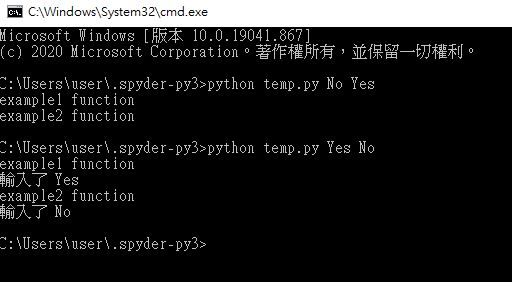 C:\Windows\System32\cmd.exe
Microsoft Windows [版本 10.0.19041.867]
(c) 2020 Microsoft Corporation。著作權所有，並保留一切權利。
C:\Users\user\.spyder-py3>python temp.py No Yes
example1 function
example2 function
C:\Users\user\.spyder-py3>python temp.py Yes No
example1 function
輸入了 Yes
example2 function
輸入了 No
C:\Users\user\.spyder-py3>